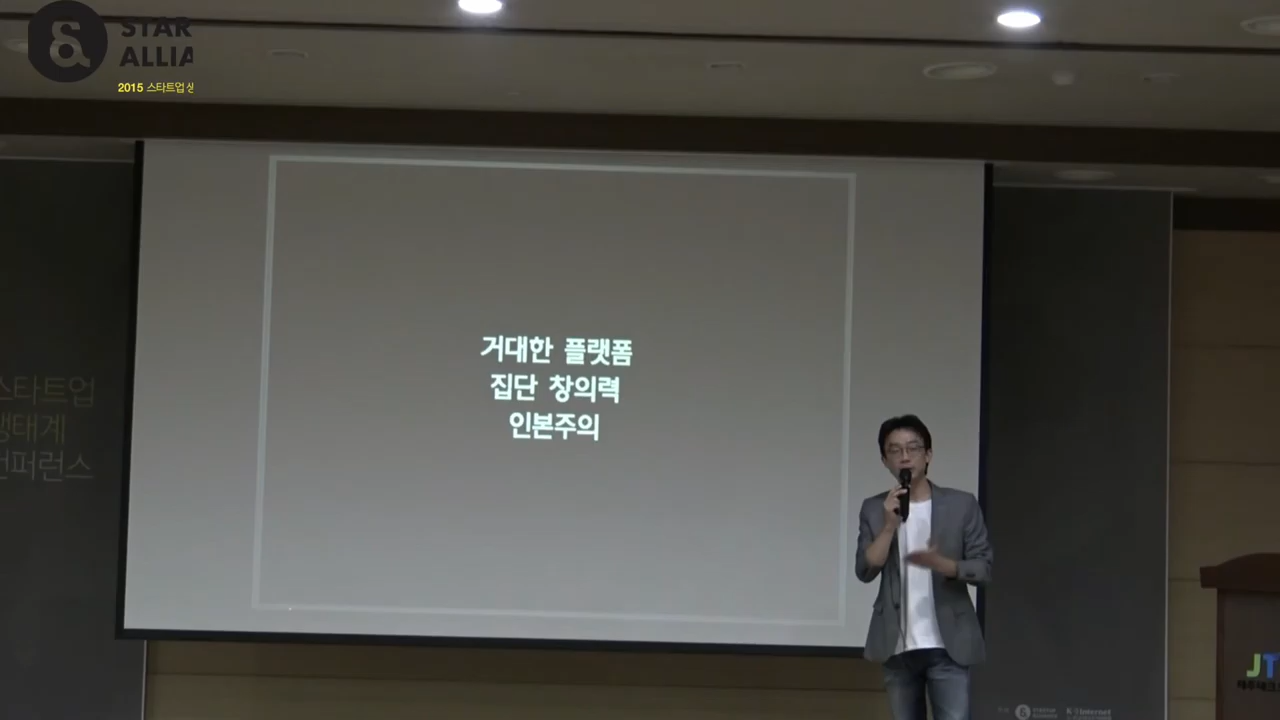 STAR
ALLIA
2015 스타트업 생
거대한 플랫폼
집단 창의력
인본주의
스타트업
생태계
컨퍼런스
JT